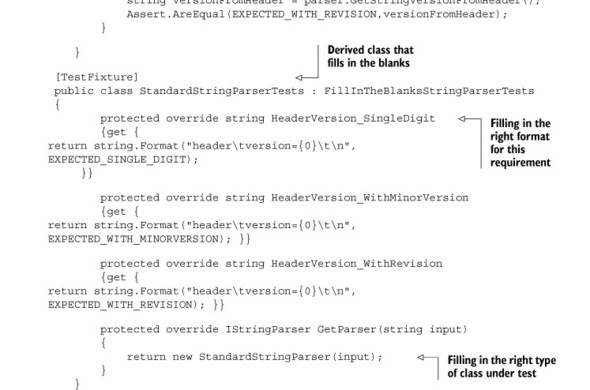 string versionFromHeader = parser.GetStringVersionFromHeader();
Assert.AreEqual(EXPECTED_WITH_REVISION,versionFromHeader);
}
}
Derived class that
fills in the blanks
[TestFixture]
public class StandardStringParserTests : FillInTheBlanksStringParserTests
{
protected override string HeaderVersion_SingleDigit
{get {
return string.Format("header\tversion={0}\t\n",
EXPECTED_SINGLE_DIGIT);
}}
Filling in the
right format
for this
requirement
protected override string HeaderVersion_WithMinorVersion
{get {
return string.Format("header\tversion={0}\t\n",
EXPECTED_WITH_MINORVERSION); }}
protected override string HeaderVersion_WithRevision
{get {
return string.Format("header\tversion={0}\t\n",
EXPECTED_WITH_REVISION); }}
protected override IStringParser GetParser(string input)
{
return new StandardStringParser(input);
}
}
Filling in the right type
of class under test